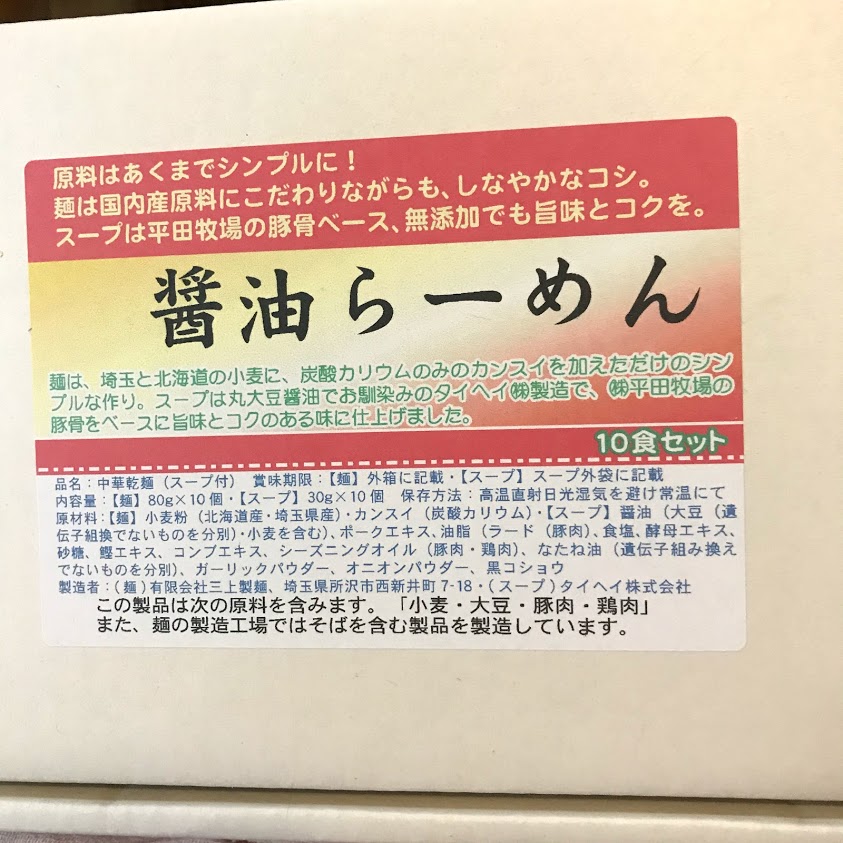 原料はあくまでシンプルに！
麺は国内産原料にこだわりながらも、しなやかなコシ。
スープは平田牧場の豚骨ベース、無添加でも旨味とコクを。
醤油らーめん
麺は、埼玉と北海道の小麦に、炭酸カリウムのみのカンスイを加えただけのシン
プルな作り。スープは丸大豆醤油でお馴染みのタイヘイ㈱製造で、㈱平田牧場の
豚骨をベースに旨味とコクのある味に仕上げました。
10食セット
品名：中華乾麺（スープ付） 賞味期限：【麺】外箱に記載・【スープ】スープ外袋に記載
内容量：【麺】80g×10個・【スープ】30g×10個 保存方法：高温直射日光湿気を避け常温にて
原材料：【麺】小麦粉（北海道産・埼玉県産）・カンスイ（炭酸カリウム）・【スープ】醤油（大豆（遺
伝子組換でないものを分別）・小麦を含む）、ポークエキス、油脂（ラード（豚肉）、食塩、酵母エキス、
砂糖、鰹エキス、コンブエキス、シーズニングオイル（豚肉・鶏肉）、なたね油（遺伝子組み換え
でないものを分別）、ガーリックパウダー、オニオンパウダー、黒コショウ
製造者：（麺）有限会社三上製麺、埼玉県所沢市西新井町7-18・（スープ）タイヘイ株式会社
この製品は次の原料を含みます。「小麦・大豆・豚肉・鶏肉」
また、麺の製造工場ではそばを含む製品を製造しています。